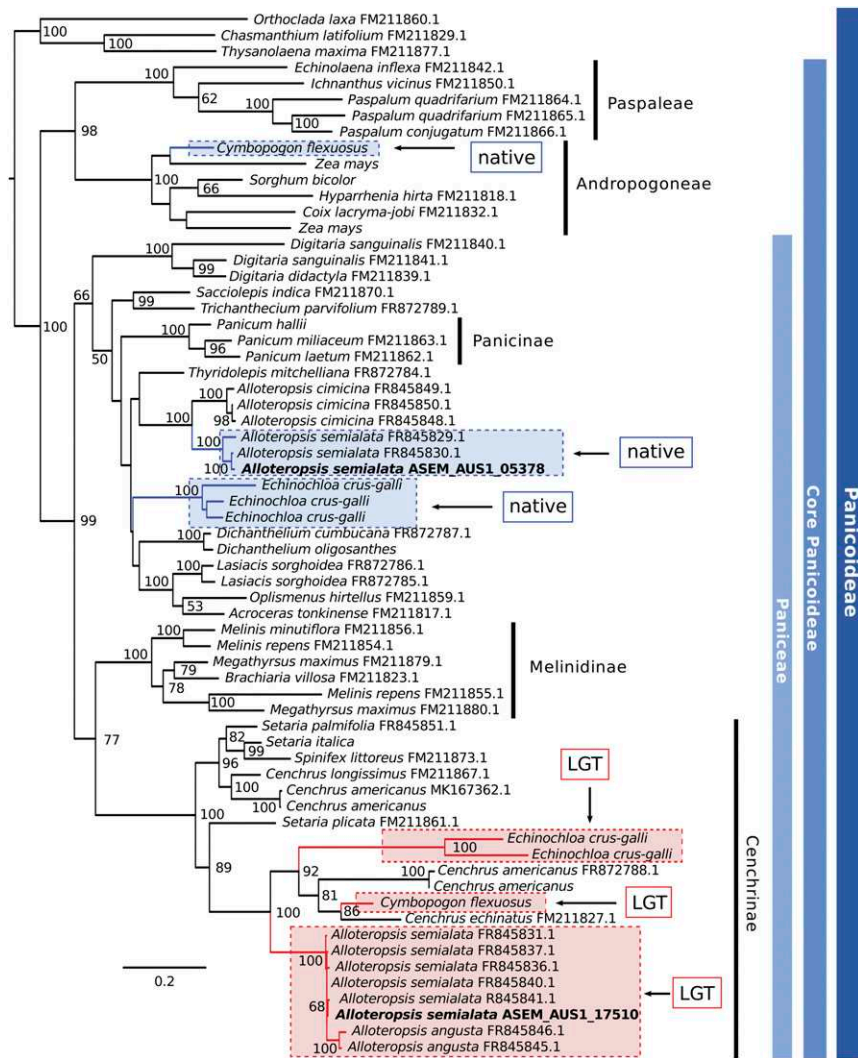 Orthoclada laxa FM211860.1
100
Chasmanthium latifolium FM211829.1
100
Thysanolaena maxima FM211877.1
Echinolaena inflexa FM211842.1
100
Ichnanthus vicinus FM211850.1
62
100
Paspalum quadrifarium FM211864.1
Paspalum quadrifarium FM211865.1
100
Paspalum conjugatum FM211866.1
Paspaleae
98
Cymbopogon flexuosus
native
Zea mays
100
Sorghum bicolor
66
Hyparrhenia hirta FM211818.1
Coix lacryma-jobi FM211832.1
Zea mays
Andropogoneae
Digitaria sanguinalis FM211840.1
100
Digitaria sanguinalis FM211841.1
99
Digitaria didactyla FM211839.1
66
Sacciolepis indica FM211870.1
99
Trichanthecium parvifolium FR872789.1
100
50
Panicum hallii
100
Panicum miliaceum FM211863.1
96
Panicum laetum FM211862.1
Panicinae
Thyridolepis mitchelliana FR872784.1
Alloteropsis cimicina FR845849.1
100
Alloteropsis cimicina FR845850.1
98
Alloteropsis cimicina FR845848.1
100
Alloteropsis semialata FR845829.1
100
Alloteropsis semialata FR845830.1
100
Alloteropsis semialata ASEM_AUS1_05378
native
Echinochloa crus-galli
100
Echinochloa crus-galli
Echinochloa crus-galli
native
99
Dichanthelium cumbucana FR872787.1
100
Dichanthelium oligosanthes
Lasiacis sorghoidea FR872786.1
100
Lasiacis sorghoidea FR872785.1
100
Oplismenus hirtellus FM211859.1
53
Acroceras tonkinense FM211817.1
Melinis minutiflora FM211856.1
100
Melinis repens FM211854.1
100
Megathyrsus maximus FM211879.1
79
Brachiaria villosa FM211823.1
78
Melinis repens FM211855.1
100
Megathyrsus maximus FM211880.1
Melinidinae
77
Setaria palmifolia FR845851.1
82
Setaria italica
99
Spinifex littoreus FM211873.1
96
Cenchrus longissimus FM211867.1
100
Cenchrus americanus MK167362.1
100
Cenchrus americanus
100
Setaria plicata FM211861.1
LGT
Echinochloa crus-galli
100
Echinochloa crus-galli
89
92
Cenchrus americanus FR872788.1
100
Cenchrus americanus
81
Cymbopogon flexuosus
LGT
86
Cenchrus echinatus FM211827.1
100
Alloteropsis semialata FR845831.1
Alloteropsis semialata FR845837.1
100
Alloteropsis semialata FR845836.1
Alloteropsis semialata FR845840.1
Alloteropsis semialata R845841.1
68
Alloteropsis semialata ASEM_AUS1_17510
LGT
Alloteropsis angusta FR845846.1
100
Alloteropsis angusta FR845845.1
0.2
Cenchrinae
Paniceae
Core Panicoideae
Panicoideae